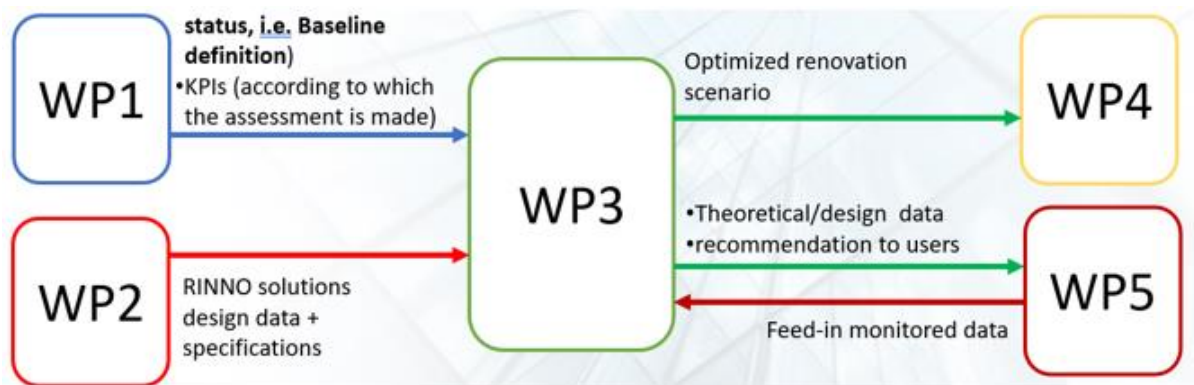 WP1
status, i.e. Baseline
definition)
•KPIs (according to which
the assessment is made)
WP2
RINNO solutions
design data +
specifications
WP3
Optimized renovation
scenario
WP4
•Theoretical/design data
•recommendation to users
Feed-in monitored data
WP5